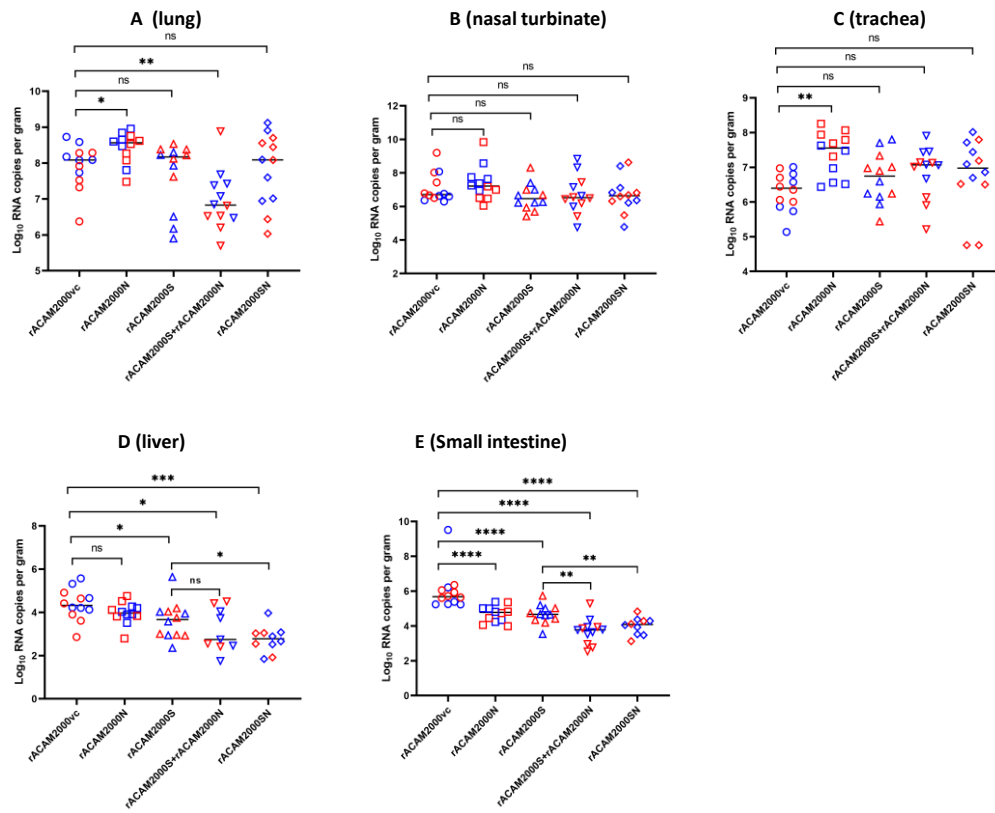 A (lung)
ns
**
ns
*
Log10 RNA copies per gram
10
9
8
7
6
5
rACAM2000vc
rACAM2000N
rACAM2000S
rACAM2000S+rACAM2000N
rACAM2000SN
B (nasal turbinate)
ns
ns
ns
ns
Log10 RNA copies per gram
12
10
8
6
4
2
rACAM2000vc
rACAM2000N
rACAM2000S
rACAM2000S+rACAM2000N
rACAM2000SN
C (trachea)
ns
ns
ns
**
Log10 RNA copies per gram
9
8
7
6
5
4
rACAM2000vc
rACAM2000N
rACAM2000S
rACAM2000S+rACAM2000N
rACAM2000SN
D (liver)
***
*
*
*
ns
ns
Log10 RNA copies per gram
8
6
4
2
0
rACAM2000vc
rACAM2000N
rACAM2000S
rACAM2000S+rACAM2000N
rACAM2000SN
E (Small intestine)
****
****
****
**
****
**
Log10 RNA copies per gram
10
8
6
4
2
0
rACAM2000vc
rACAM2000N
rACAM2000S
rACAM2000S+rACAM2000N
rACAM2000SN